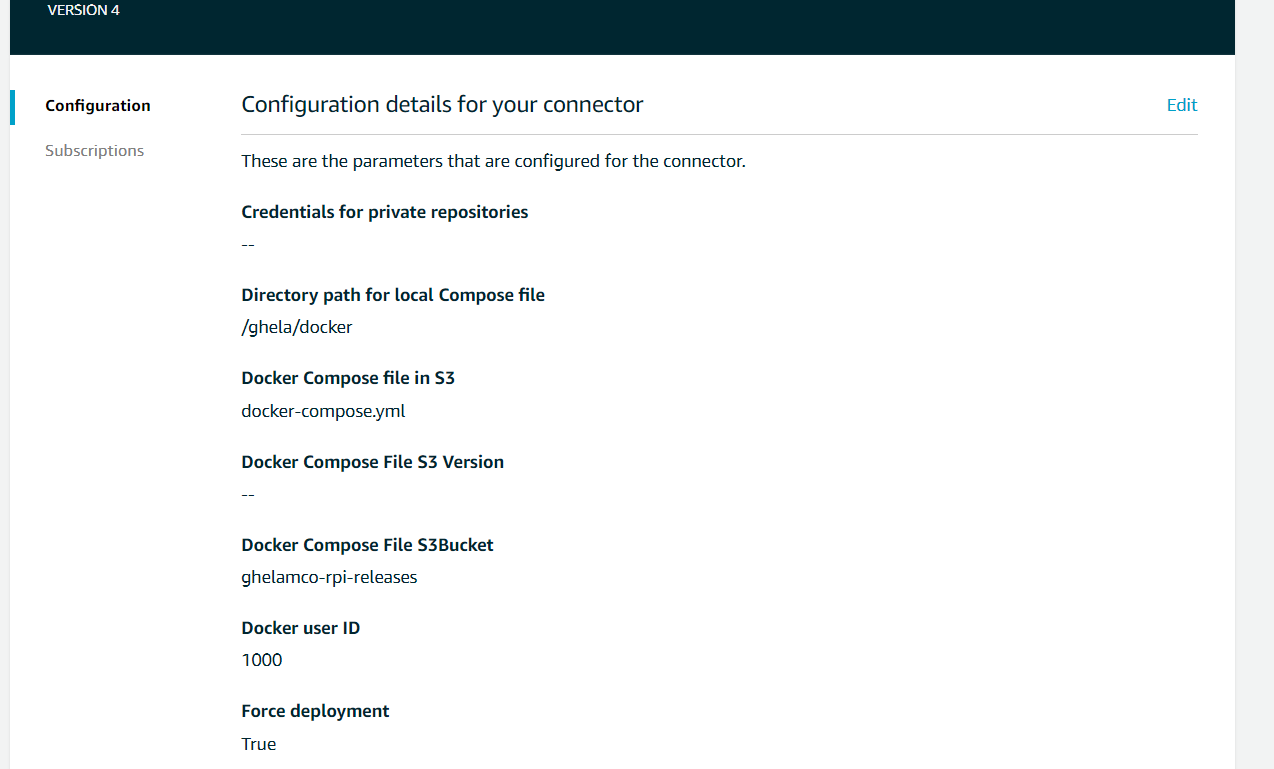 VERSION 4
Configuration
Subscriptions
Configuration details for your connector
Edit
These are the parameters that are configured for the connector.
Credentials for private repositories
--
Directory path for local Compose file
/ghela/docker
Docker Compose file in S3
docker-compose.yml
Docker Compose File S3 Version
--
Docker Compose File S3Bucket
ghelamco-rpi-releases
Docker user ID
1000
Force deployment
True